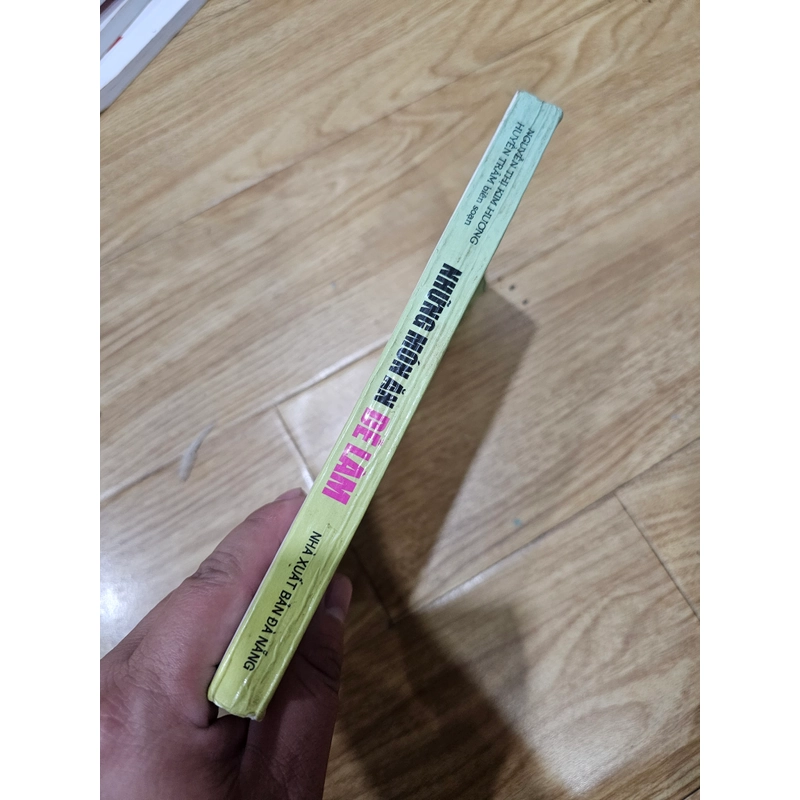 NGUYỄN THỊ KIM HƯƠNG
HUYỀN TRÂM biên soạn
NHỮNG MÓN ĂN DỄ LÀM
NHÀ XUẤT BẢN ĐÀ NẴNG